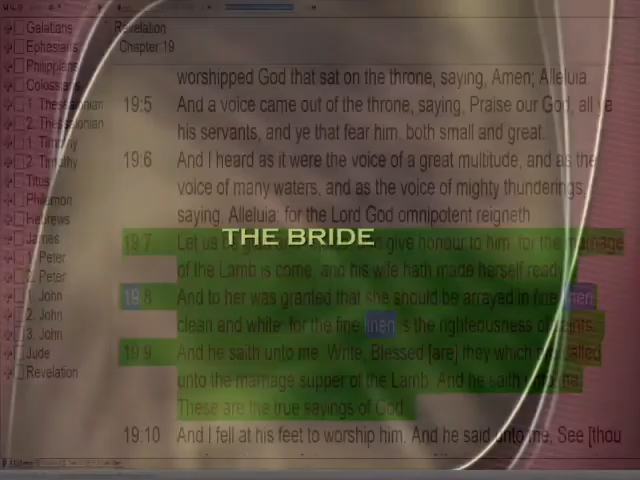 Galatians
Ephesians
Philippians
Colossians
1. Thessalonian
2. Thessalonian
1. Timothy
2. Timothy
Titus
Philemon
Hebrews
James
1. Peter
2. Peter
1. John
2. John
3. John
Jude
Revelation
Revelation
Chapter 19
worshipped God that sat on the throne, saying, Amen; Alleluia.
19:5 And a voice came out of the throne, saying, Praise our God, all ye
his servants, and ye that fear him, both small and great.
19:6 And I heard as it were the voice of a great multitude, and as the
voice of many waters, and as the voice of mighty thunderings,
saying, Alleluia: for the Lord God omnipotent reigneth
THE BRIDE
19:7 Let us be give honour to him: for the marriage
of the Lamb is come, and his wife hath made herself ready
19:8 And to her was granted that she should be arrayed in fine linen,
clean and white: for the fine linen is the righteousness of saints.
19:9 And he saith unto me, Write, Blessed [are] they which are called
unto the marriage supper of the Lamb. And he saith unto me,
These are the true sayings of God.
19:10 And I fell at his feet to worship him. And he said unto me, See [thou